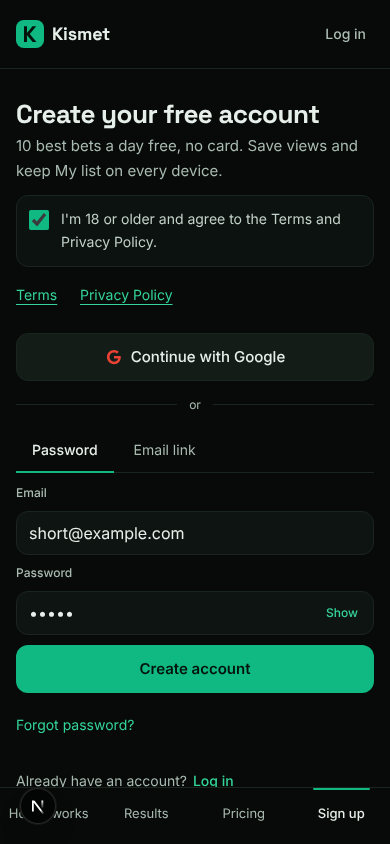 K Kismet
Log in
Create your free account
10 best bets a day free, no card. Save views and
keep My list on every device.
I'm 18 or older and agree to the Terms and
Privacy Policy.
Terms Privacy Policy
G Continue with Google
or
Password Email link
Email
short@example.com
Password
Show
Create account
Forgot password?
Already have an account? Log in
N
works Results Pricing Sign up